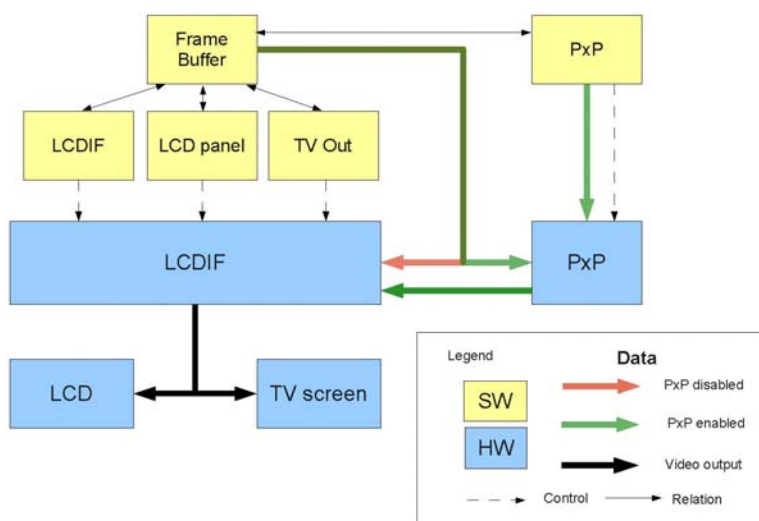 Frame
Buffer
PxP
LCDIF
LCD panel
TV Out
LCDIF
PxP
LCD
TV screen
Legend
Data
SW
PxP disabled
HW
PxP enabled
Video output
Control
Relation